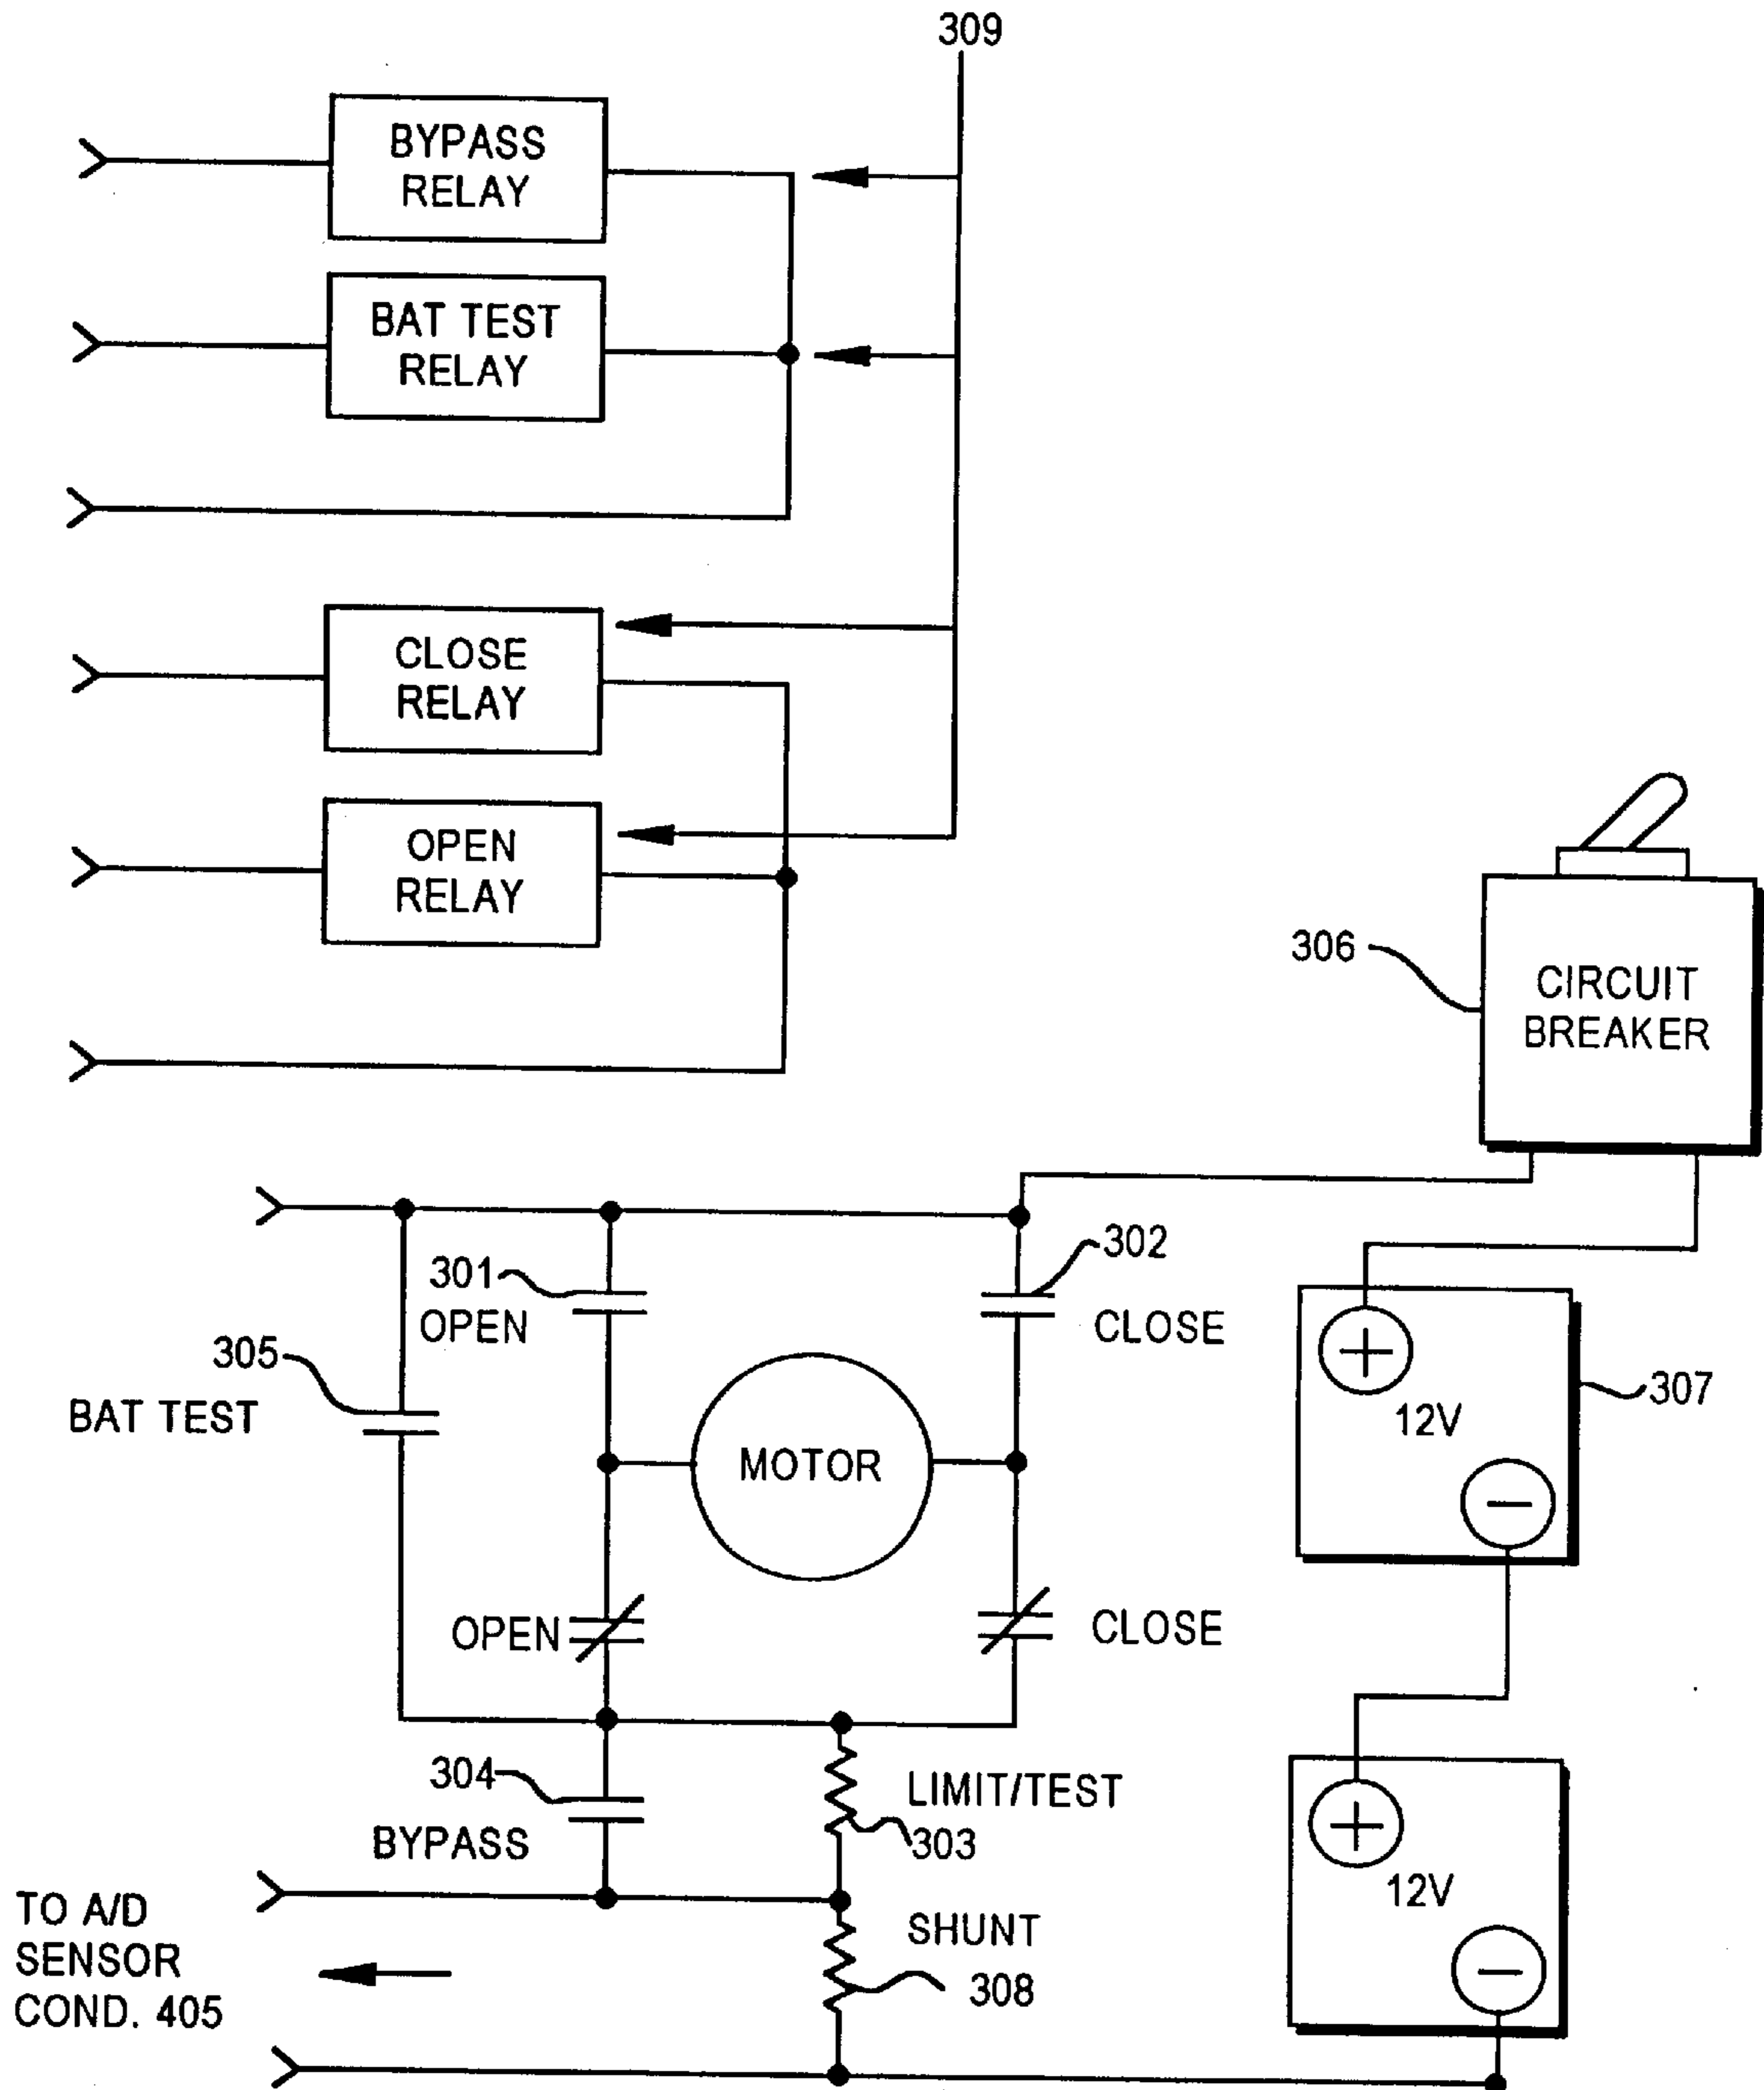 309
BYPASS
RELAY
BAT TEST
RELAY
CLOSE
RELAY
OPEN
RELAY
306
CIRCUIT
BREAKER
301
OPEN
302
CLOSE
305
BAT TEST
MOTOR
+
12V
−
307
OPEN
CLOSE
304
BYPASS
LIMIT/TEST
303
+
12V
−
TO A/D
SENSOR
COND. 405
SHUNT
308